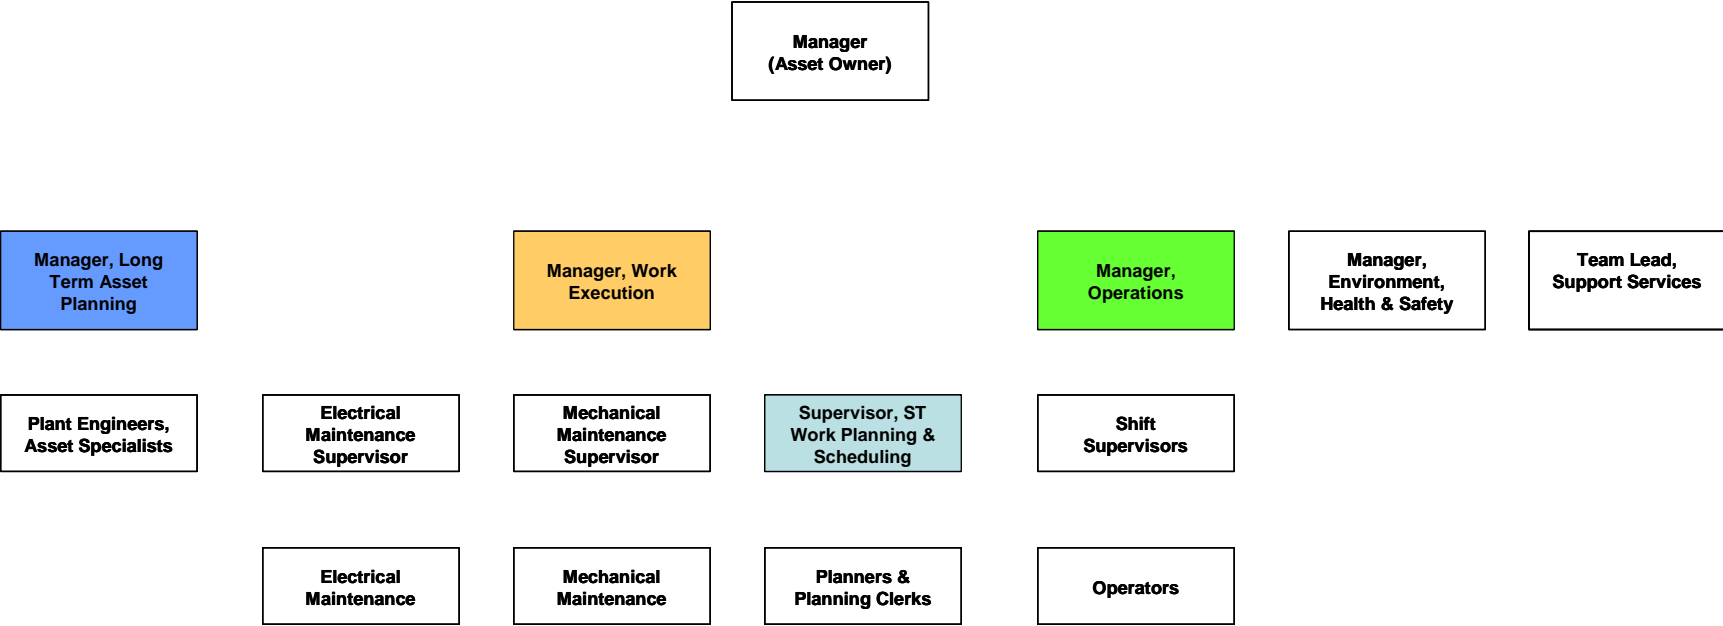 Manager
(Asset Owner)
Manager, Long
Term Asset
Planning
Manager, Work
Execution
Manager,
Operations
Manager,
Environment,
Health & Safety
Team Lead,
Support Services
Plant Engineers,
Asset Specialists
Electrical
Maintenance
Supervisor
Mechanical
Maintenance
Supervisor
Supervisor, ST
Work Planning &
Scheduling
Shift
Supervisors
Electrical
Maintenance
Mechanical
Maintenance
Planners &
Planning Clerks
Operators